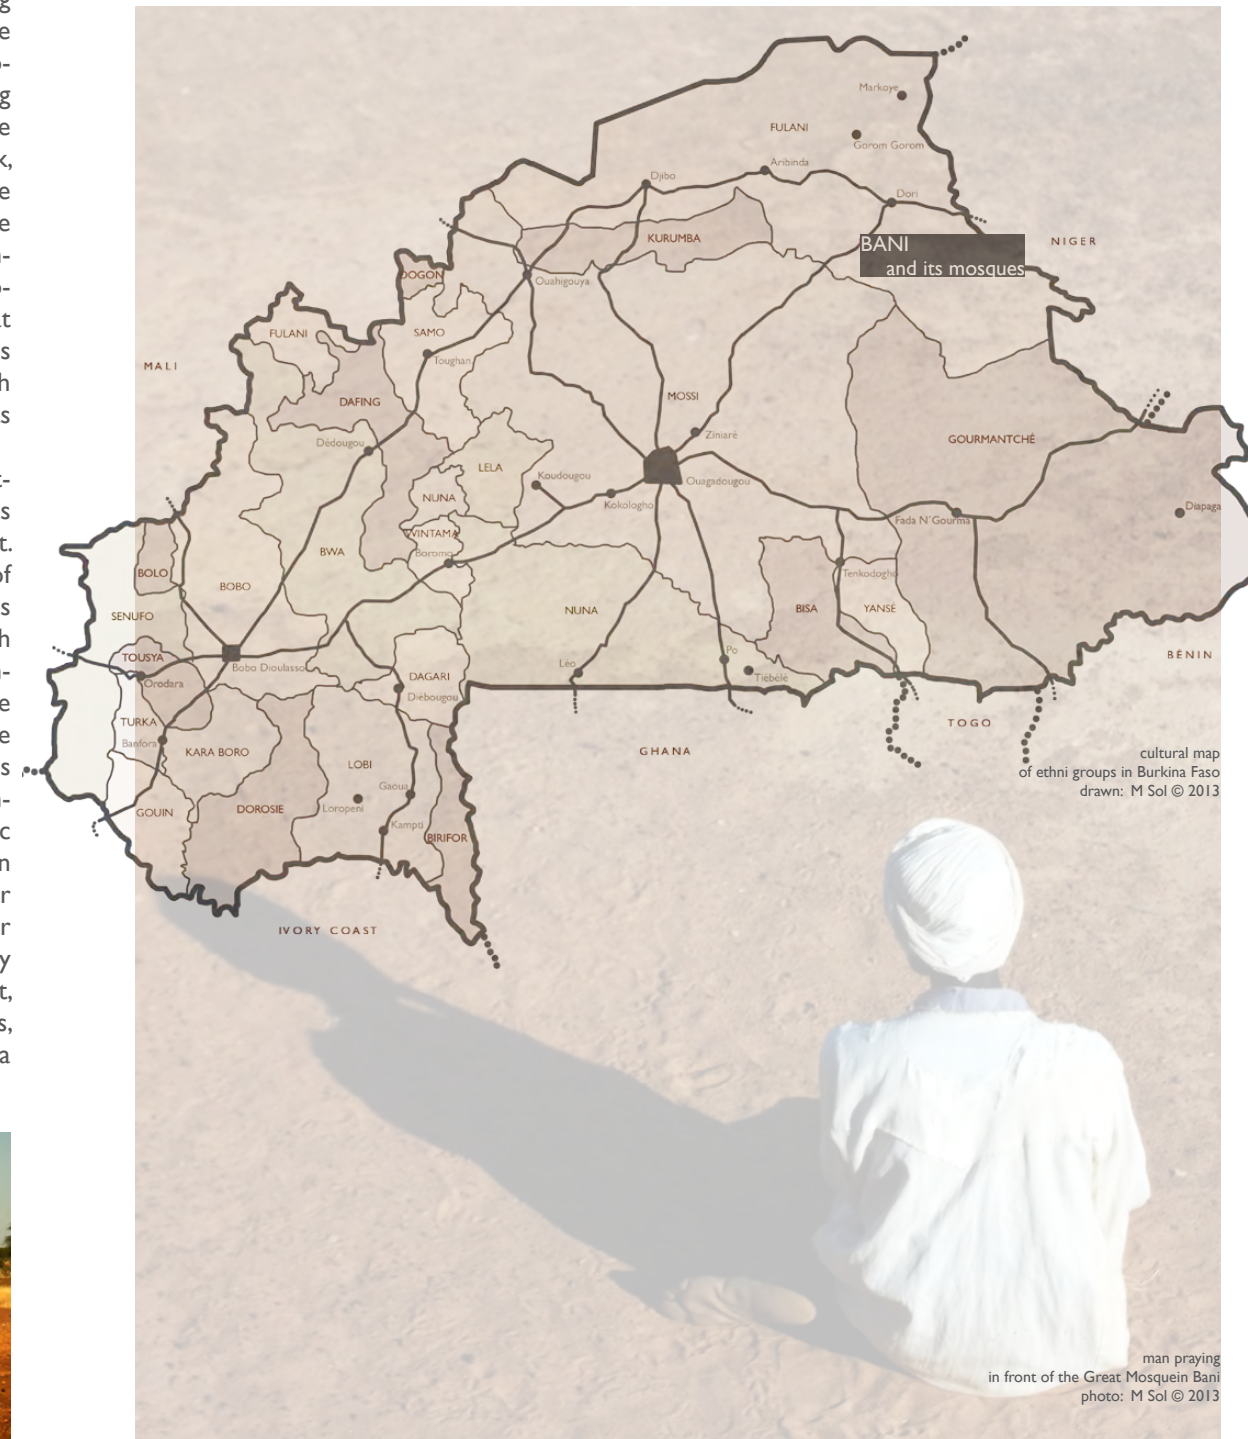 Markoye
FULANI
Gorom Gorom
Aribinda
Djibo
Dori
KURUMBA
BANI
and its mosques
NIGER
DOGON
Ouahigouya
FULANI
SAMO
Toughan
MALI
DAFING
MOSSI
Dédougou
Ziniaré
GOURMANTCHÉ
LELA
Koudougou
Ouagadougou
NUNA
Kokologho
Diapaga
Fada N'Gourma
WINTAMA
Boromo
BWA
BOLO
BOBO
Tenkodogho
SENUFO
NUNA
BISA
YANSÉ
TOUSYA
Bobo Dioulasso
Po
BÉNIN
Léo
Tiébélé
Orodara
DAGARI
Diébougou
TURKA
TOGO
Banfora
KARA BORO
GHANA
LOBI
cultural map
of ethni groups in Burkina Faso
drawn: M Sol © 2013
Gaoua
Loropeni
GOUIN
DOROSIE
Kampti
BIRIFOR
IVORY COAST
man praying
in front of the Great Mosquein Bani
photo: M Sol © 2013